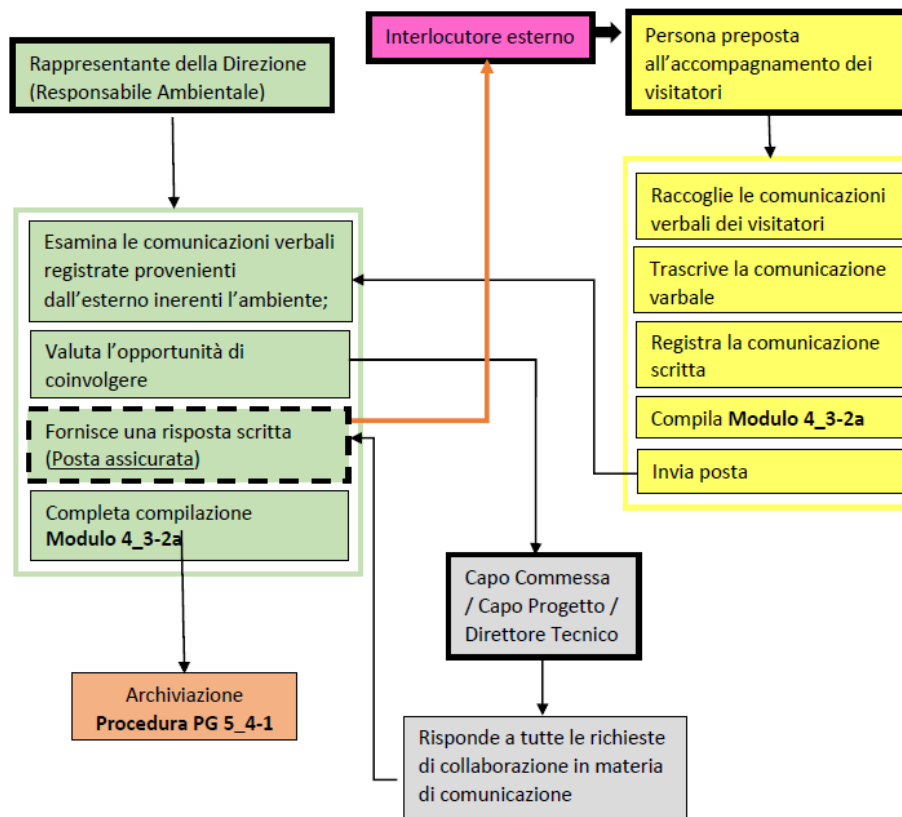 Interlocutore esterno
Rappresentante della Direzione
(Responsabile Ambientale)
Persona preposta
all'accompagnamento dei
visitatori
Esamina le comunicazioni verbali
registrate provenienti
dall'esterno inerenti l'ambiente;
Valuta l'opportunità di
coinvolgere
Fornisce una risposta scritta
(Posta assicurata)
Completa compilazione
Modulo 4_3-2a
Raccoglie le comunicazioni
verbali dei visitatori
Trascrive la comunicazione
varbale
Registra la comunicazione
scritta
Compila Modulo 4_3-2a
Invia posta
Capo Commessa
/ Capo Progetto /
Direttore Tecnico
Archiviazione
Procedura PG 5_4-1
Risponde a tutte le richieste
di collaborazione in materia
di comunicazione